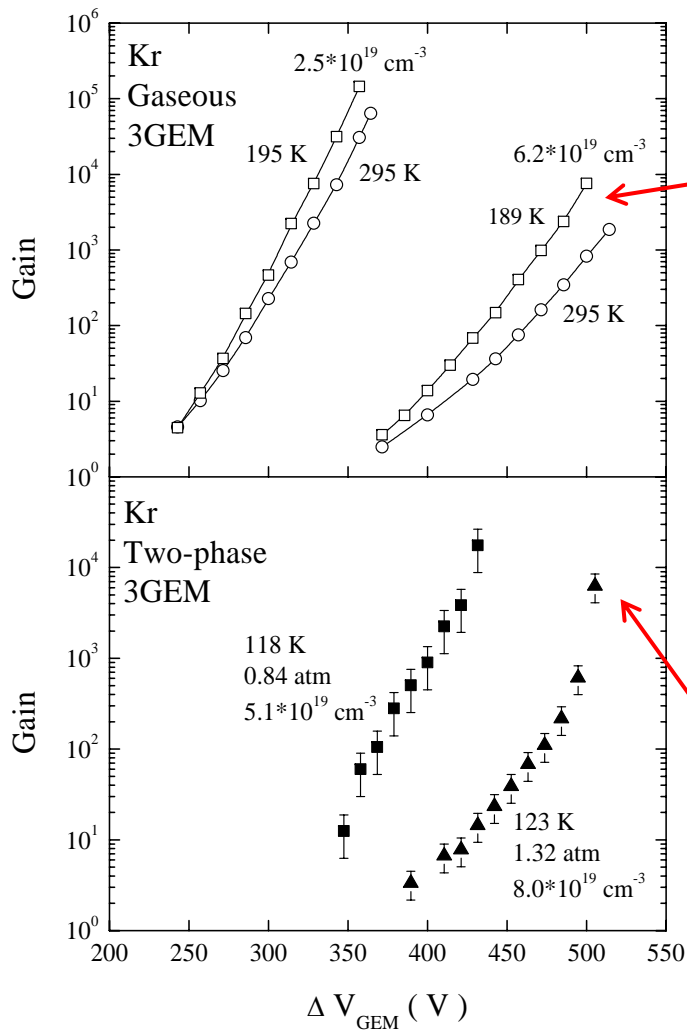 Kr
Gaseous
3GEM
2.5*10^19 cm^-3
195 K
295 K
6.2*10^19 cm^-3
189 K
295 K
Gain
10^6
10^5
10^4
10^3
10^2
10^1
10^0
Kr
Two-phase
3GEM
118 K
0.84 atm
5.1*10^19 cm^-3
123 K
1.32 atm
8.0*10^19 cm^-3
Gain
10^4
10^3
10^2
10^1
10^0
200 250 300 350 400 450 500 550
Δ V_GEM ( V )